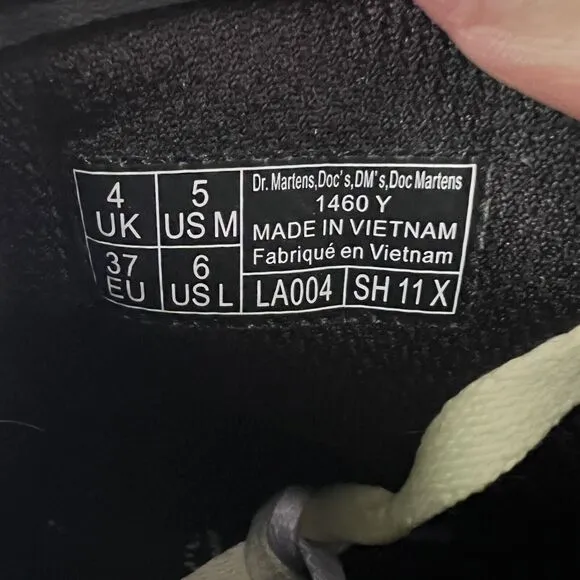 4
UK
5
US M
37
EU
6
US L
Dr. Martens,Doc's,DM's,Doc Martens
1460 Y
MADE IN VIETNAM
Fabriqué en Vietnam
LA004
SH 11 X